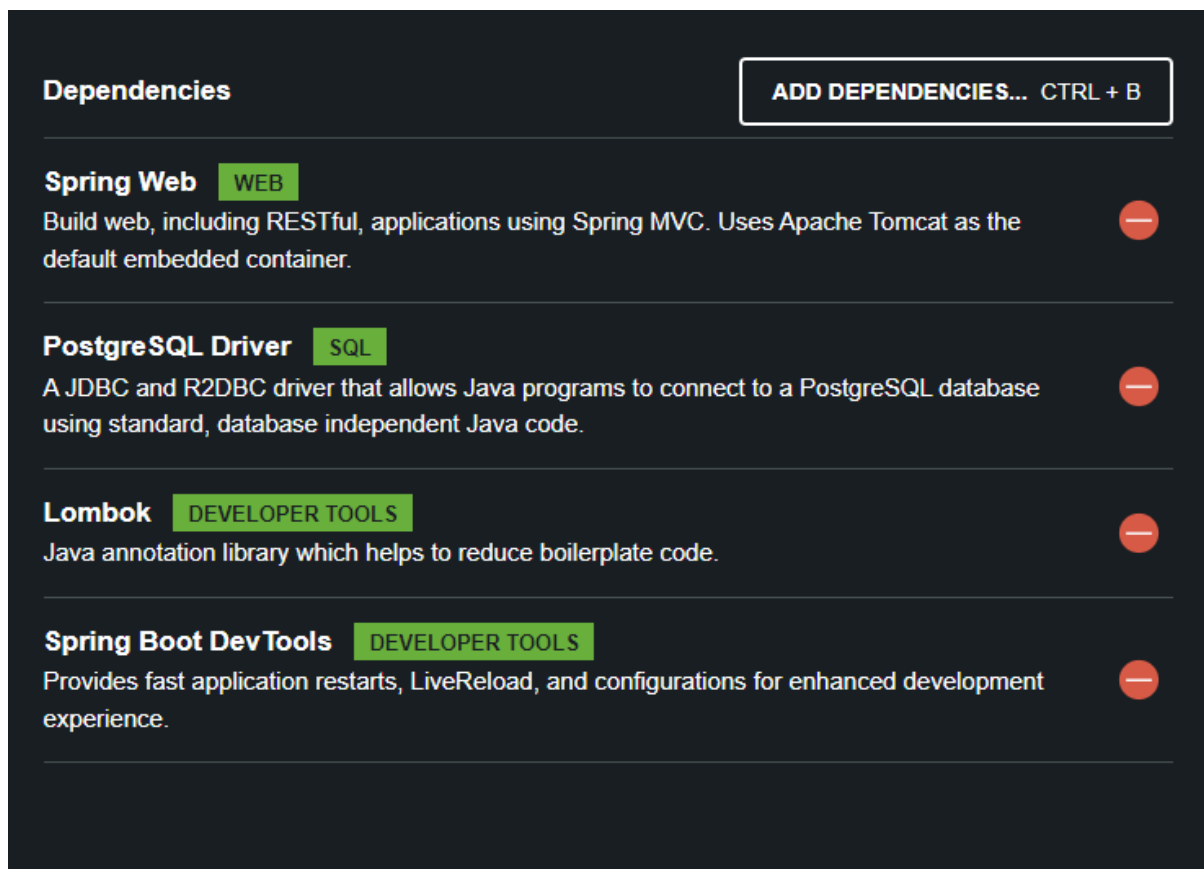 Dependencies
ADD DEPENDENCIES... CTRL + B
Spring Web WEB
Build web, including RESTful, applications using Spring MVC. Uses Apache Tomcat as the
default embedded container.
PostgreSQL Driver SQL
A JDBC and R2DBC driver that allows Java programs to connect to a PostgreSQL database
using standard, database independent Java code.
Lombok DEVELOPER TOOLS
Java annotation library which helps to reduce boilerplate code.
Spring Boot DevTools DEVELOPER TOOLS
Provides fast application restarts, LiveReload, and configurations for enhanced development
experience.